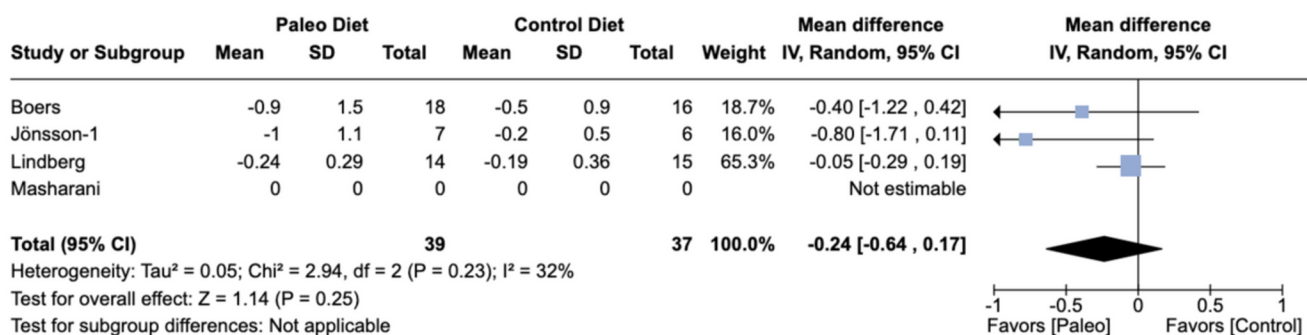 Paleo Diet Control Diet Mean difference Mean difference
Study or Subgroup Mean SD Total Mean SD Total Weight IV, Random, 95% CI IV, Random, 95% CI
Boers -0.9 1.5 18 -0.5 0.9 16 18.7% -0.40 [-1.22 , 0.42]
Jönsson-1 -1 1.1 7 -0.2 0.5 6 16.0% -0.80 [-1.71 , 0.11]
Lindberg -0.24 0.29 14 -0.19 0.36 15 65.3% -0.05 [-0.29 , 0.19]
Masharani 0 0 0 0 0 0 Not estimable
Total (95% CI) 39 37 100.0% -0.24 [-0.64 , 0.17]
Heterogeneity: Tau² = 0.05; Chi² = 2.94, df = 2 (P = 0.23); I² = 32%
Test for overall effect: Z = 1.14 (P = 0.25)
Test for subgroup differences: Not applicable
-1 -0.5 0 0.5 1
Favors [Paleo] Favors [Control]